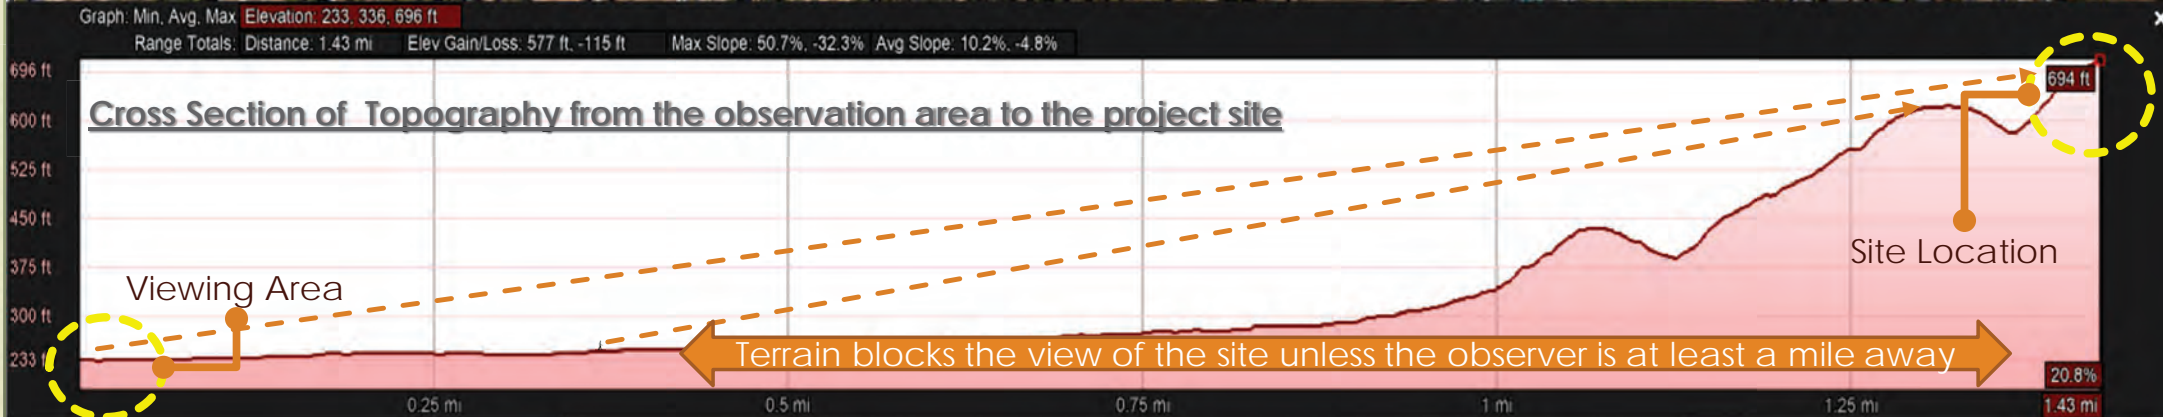 Graph: Min, Avg, Max Elevation: 233, 336, 696 ft
Range Totals: Distance: 1.43 mi Elev Gain/Loss: 577 ft, -115 ft Max Slope: 50.7%, -32.3% Avg Slope: 10.2%, -4.8%
696 ft
694 ft
Cross Section of Topography from the observation area to the project site
600 ft
525 ft
450 ft
Site Location
375 ft
Viewing Area
300 ft
233 ft
Terrain blocks the view of the site unless the observer is at least a mile away
20.8%
0.25 mi 0.5 mi 0.75 mi 1 mi 1.25 mi 1.43 mi